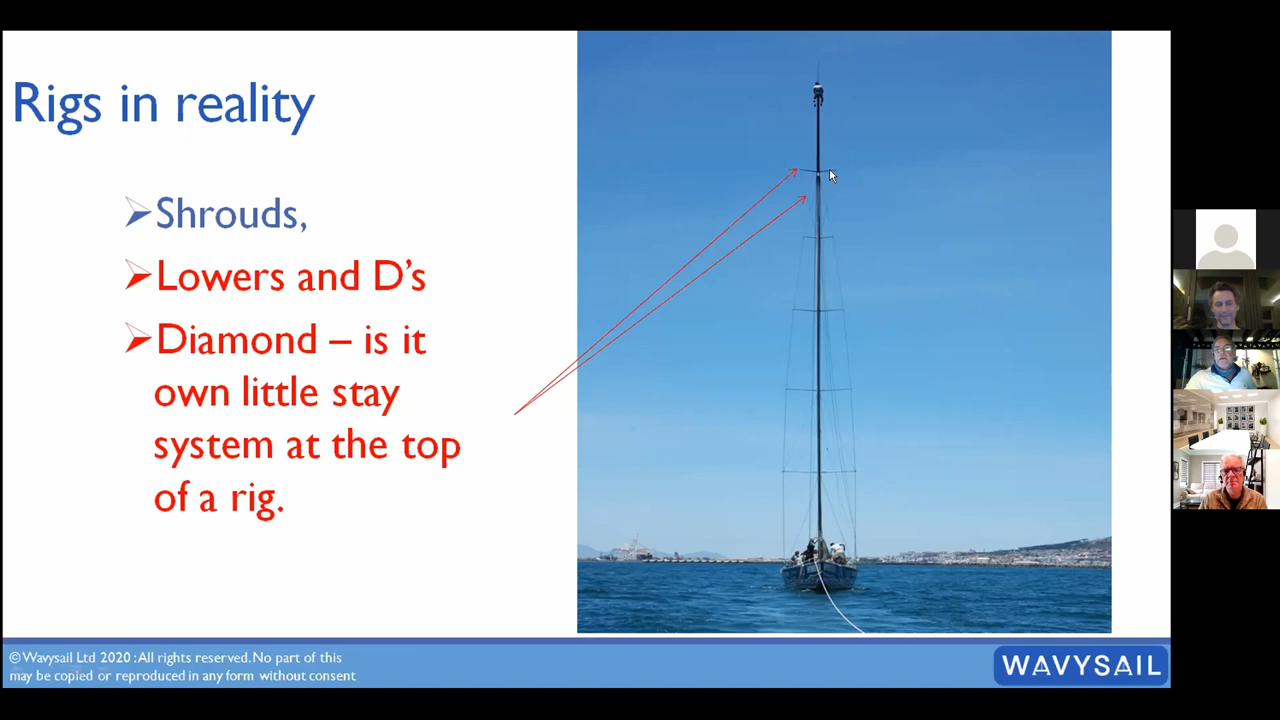 Rigs in reality
Shrouds,
Lowers and D’s
Diamond – is it
own little stay
system at the top
of a rig.
©Wavysail Ltd 2020 : All rights reserved. No part of this
may be copied or reproduced in any form without consent
WAVYSAIL